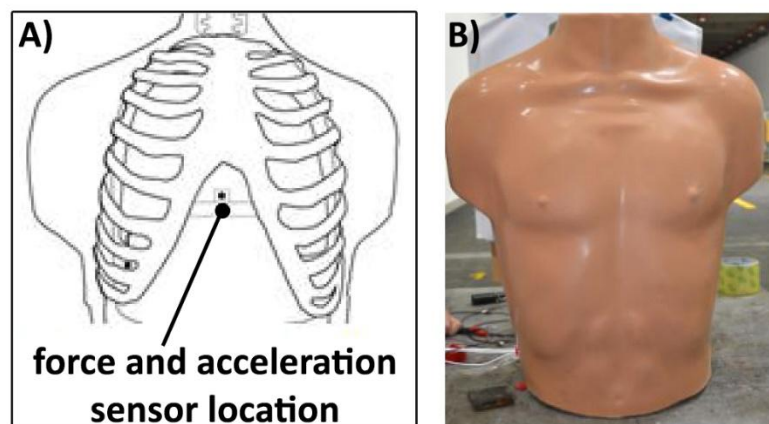 A)
force and acceleration
sensor location
B)